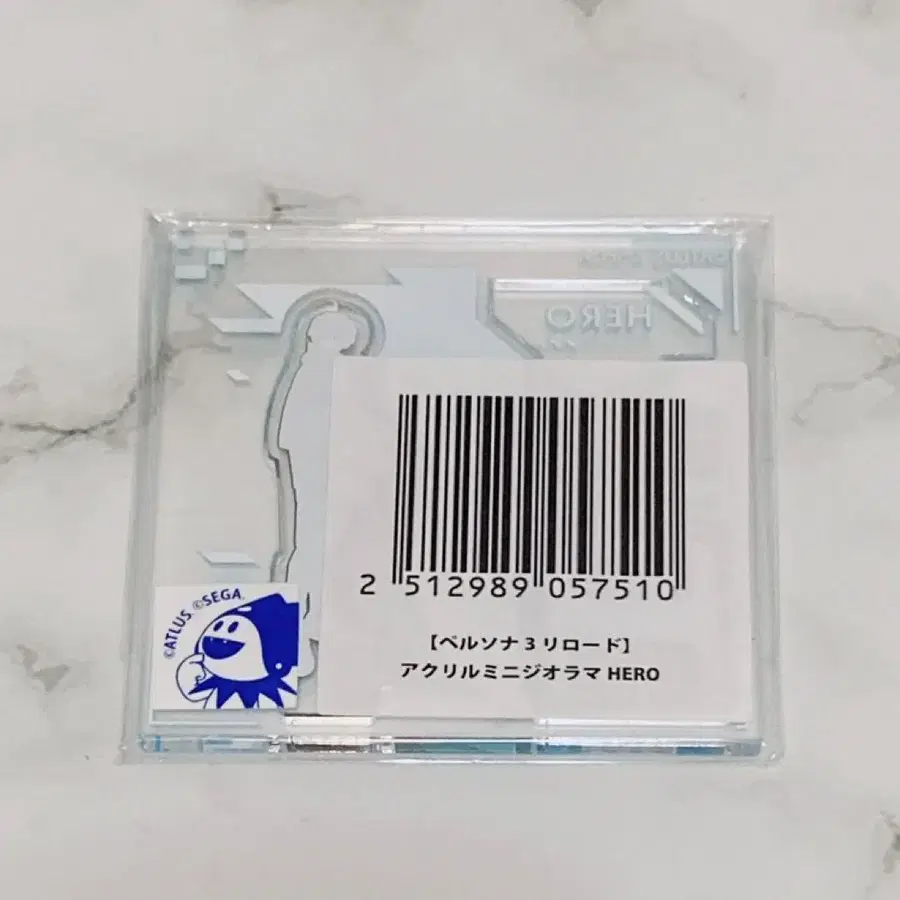 HERO
©ATLUS ©SEGA
2 512989 057510
【ペルソナ3 リロード】
アクリルミニジオラマ HERO